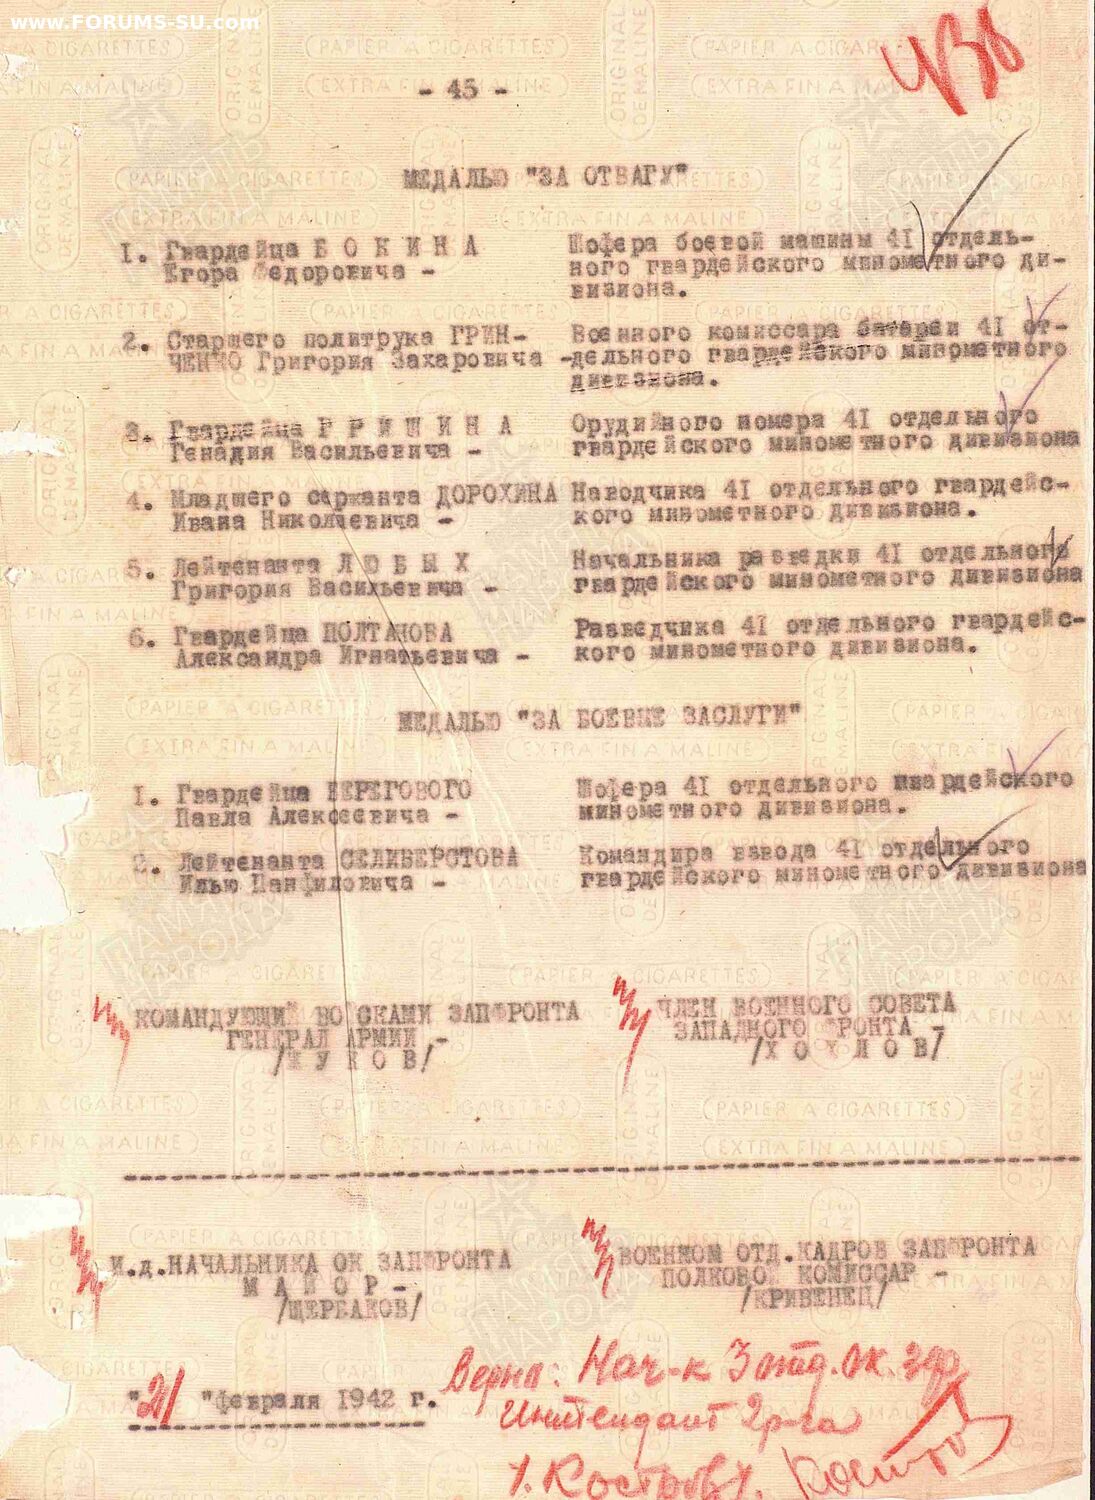 www.FORUMS-SU.com
438
- 45 -
МЕДАЛЬЮ "ЗА ОТВАГУ"
1. Гвардейца Б О К И Н А
Егора Федоровича -
Шофера боевой машины 41 отдель-
ного гвардейского минометного ди-
визиона.
2. Старшего политрука ГРИН-
ЧЕНКО Григория Захаровича -
Военного комиссара батареи 41 от-
дельного гвардейского минометного
дивизиона.
3. Гвардейца Г Р И Ш И Н А
Генадия Васильевича -
Орудийного номера 41 отдельного
гвардейского минометного дивизиона
4. Младшего сержанта ДОРОХИНА
Ивана Николаевича -
Наводчика 41 отдельного гвардейс-
кого минометного дивизиона.
5. Лейтенанта Л Ю Б Ы Х
Григория Васильевича -
Начальника разведки 41 отдельного
гвардейского минометного дивизиона
6. Гвардейца ПОЛТАНОВА
Александра Игнатьевича -
Разведчика 41 отдельного гвардейс-
кого минометного дивизиона.
МЕДАЛЬЮ "ЗА БОЕВЫЕ ЗАСЛУГИ"
1. Гвардейца БЕРЕГОВОГО
Павла Алексеевича -
Шофера 41 отдельного гвардейского
минометного дивизиона.
2. Лейтенанта СЕЛИВЕРСТОВА
Илью Панфиловича -
Командира взвода 41 отдельного
гвардейского минометного дивизиона
КОМАНДУЮЩИЙ ВОЙСКАМИ ЗАПФРОНТА
ГЕНЕРАЛ АРМИИ -
/Ж У К О В/
ЧЛЕН ВОЕННОГО СОВЕТА
ЗАПАДНОГО ФРОНТА -
/Х О Х Л О В/
И.д.НАЧАЛЬНИКА ОК ЗАПФРОНТА
М А Й О Р -
/ЩЕРБАКОВ/
ВОЕНКОМ ОТД.КАДРОВ ЗАПФРОНТА
ПОЛКОВОЙ КОМИССАР -
/КРИВЕНЕЦ/
"21 "февраля 1942 г.
Верно: Нач-к 3 отд. ок. зф
Интендант 2р-га
/. Костров/.